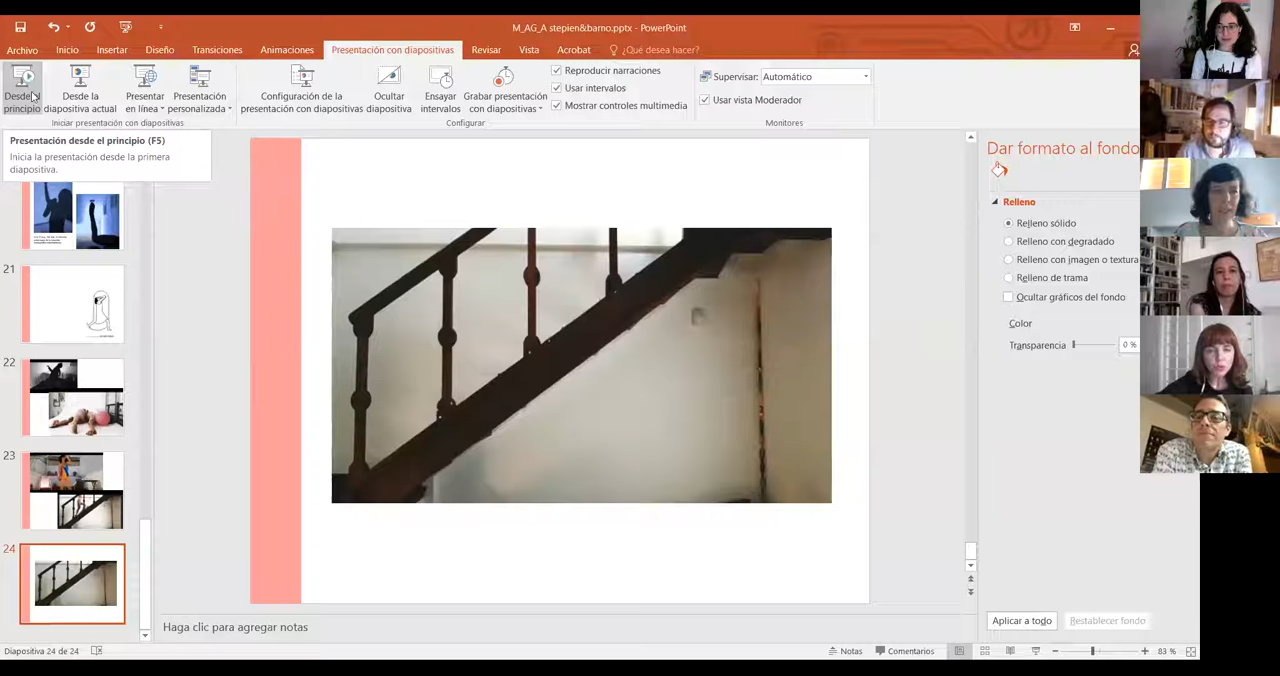 M_AG_A stepien&barno.pptx - PowerPoint
Archivo Inicio Insertar Diseño Transiciones Animaciones Presentación con diapositivas Revisar Vista Acrobat ¿Qué desea hacer?
Desde el principio
Desde la diapositiva actual
Presentar en línea
Presentación personalizada
Configuración de la presentación con diapositivas
Ocultar diapositiva
Ensayar intervalos
Grabar presentación con diapositivas
Reproducir narraciones
Usar intervalos
Mostrar controles multimedia
Supervisar: Automático
Usar vista Moderador
Iniciar presentación con diapositivas
Configurar
Monitores
Presentación desde el principio (F5)
Inicia la presentación desde la primera
diapositiva.
21
22
23
24
Dar formato al fondo
Relleno
Relleno sólido
Relleno con degradado
Relleno con imagen o textura
Relleno de trama
Ocultar gráficos del fondo
Color
Transparencia 0 %
Aplicar a todo Restablecer fondo
Haga clic para agregar notas
Diapositiva 24 de 24 Notas Comentarios 83 %